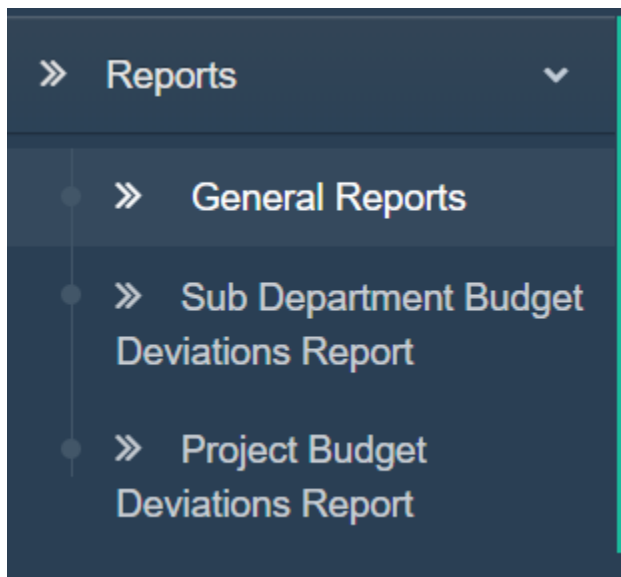 Reports
General Reports
Sub Department Budget
Deviations Report
Project Budget
Deviations Report